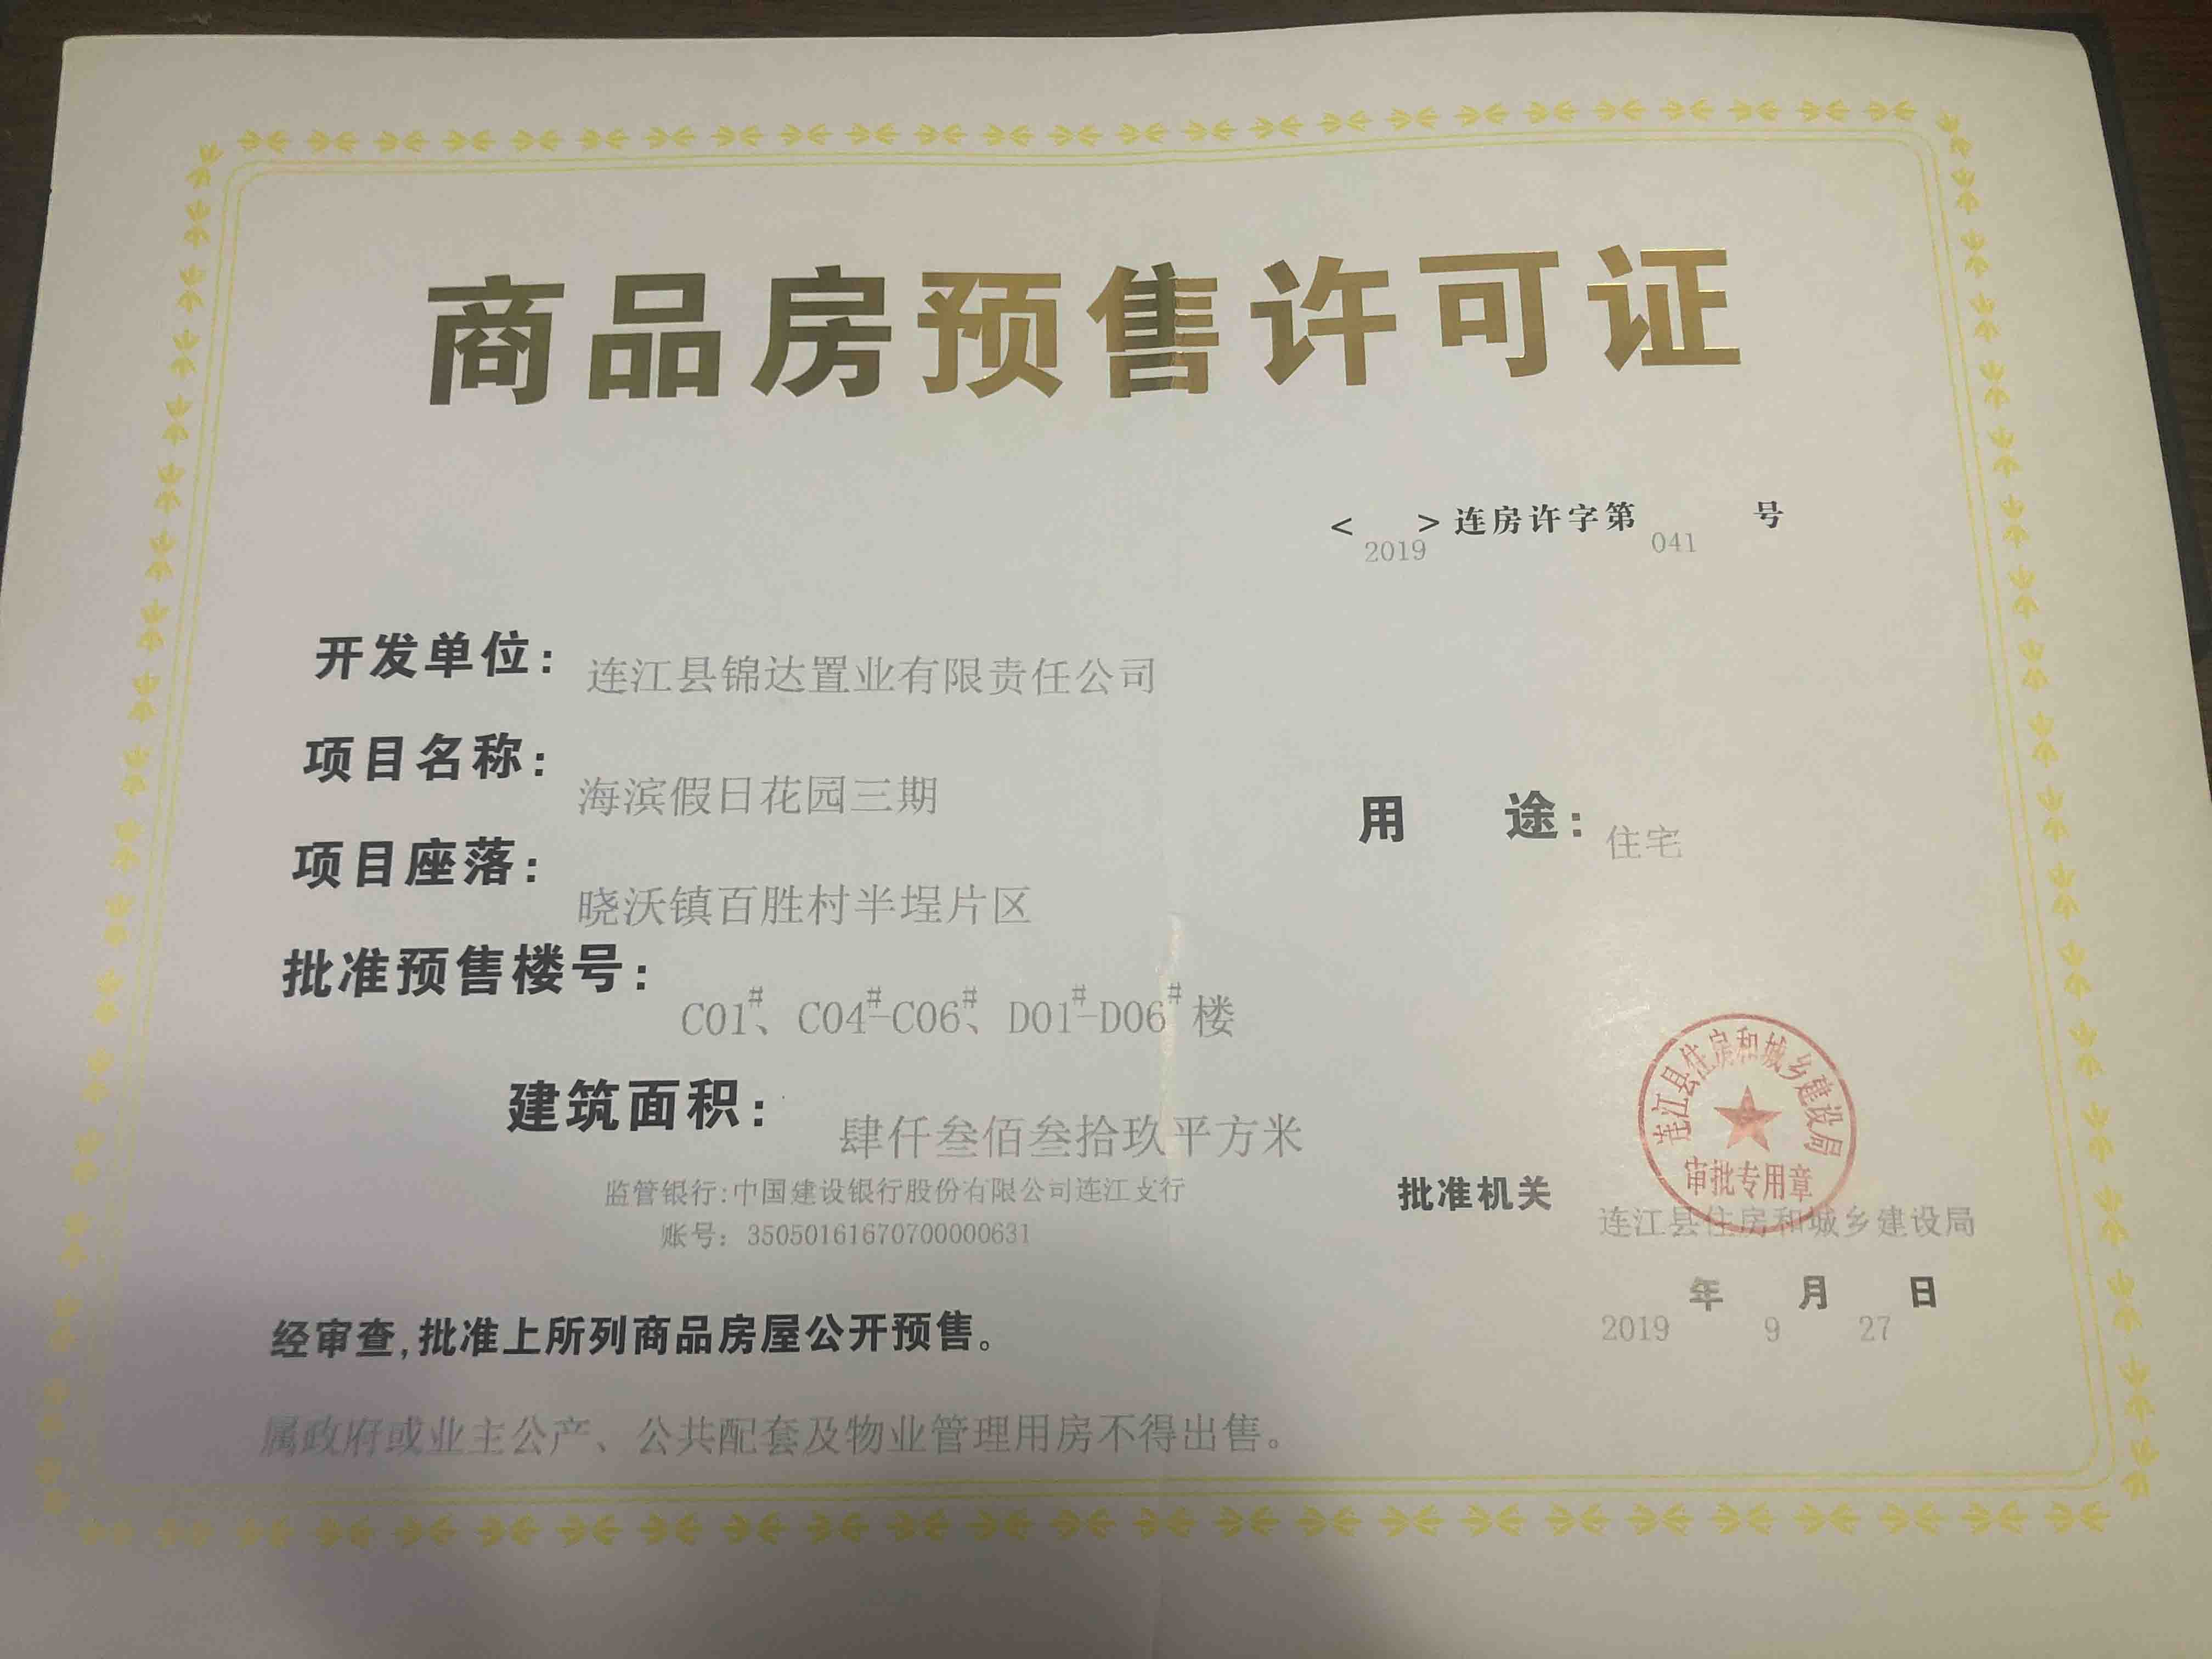 商品房预售许可证
<2019>连房许字第041号
开发单位：连江县锦达置业有限责任公司
项目名称：海滨假日花园三期
用途：住宅
项目座落：晓沃镇百胜村半埕片区
批准预售楼号：C01#、C04#-C06#、D01#-D06#楼
建筑面积：肆仟叁佰叁拾玖平方米
监管银行:中国建设银行股份有限公司连江支行
账号：35050161670700000631
连江县住房和城乡建设局
审批专用章
批准机关 连江县住房和城乡建设局
2019年9月27日
经审查,批准上所列商品房屋公开预售。
属政府或业主公产、公共配套及物业管理用房不得出售。